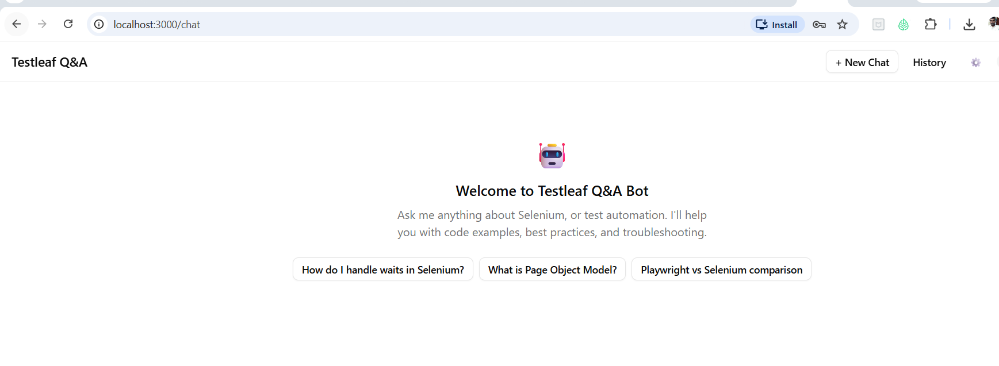 localhost:3000/chat
Install
Testleaf Q&A
+ New Chat
History
Welcome to Testleaf Q&A Bot
Ask me anything about Selenium, or test automation. I'll help
you with code examples, best practices, and troubleshooting.
How do I handle waits in Selenium?
What is Page Object Model?
Playwright vs Selenium comparison